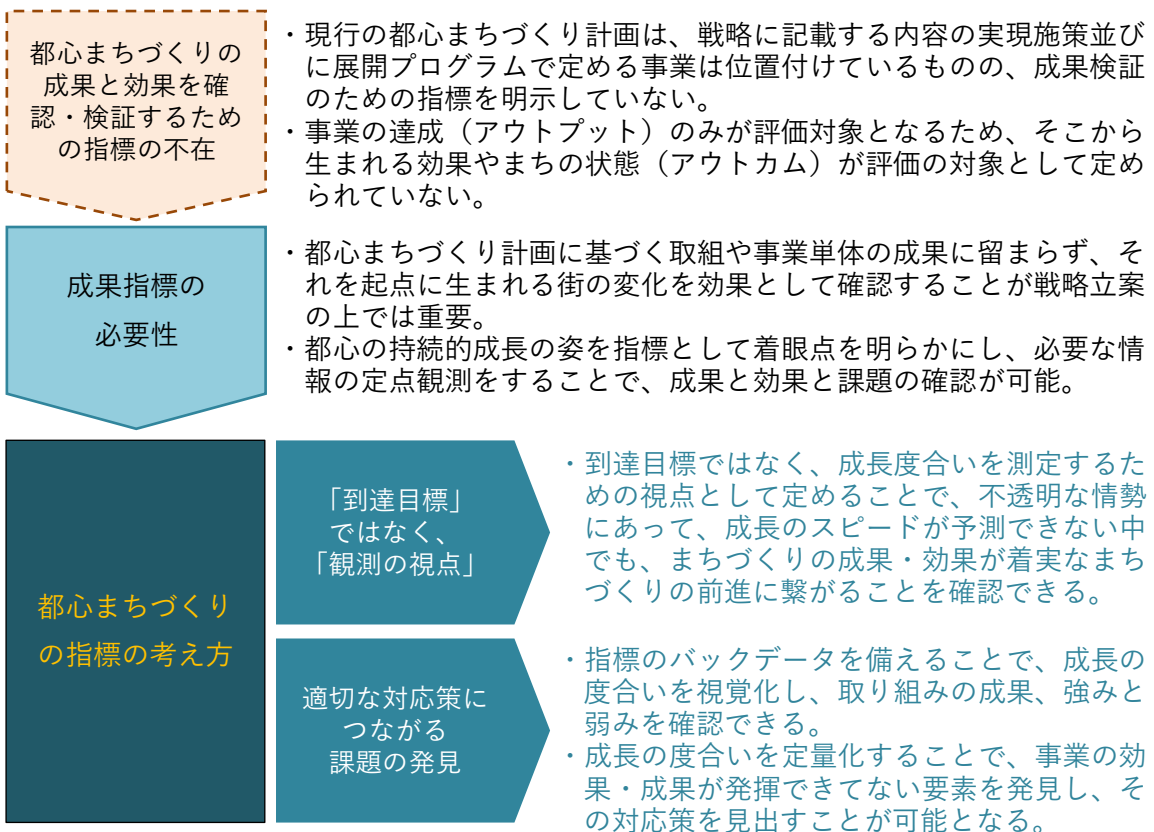 都心まちづくりの
成果と効果を確
認・検証するため
の指標の不在
・現行の都心まちづくり計画は、戦略に記載する内容の実現施策並び
に展開プログラムで定める事業は位置付けているものの、成果検証
のための指標を明示していない。
・事業の達成（アウトプット）のみが評価対象となるため、そこから
生まれる効果やまちの状態（アウトカム）が評価の対象として定め
られていない。
成果指標の
必要性
・都心まちづくり計画に基づく取組や事業単体の成果に留まらず、そ
れを起点に生まれる街の変化を効果として確認することが戦略立案
の上では重要。
・都心の持続的成長の姿を指標として着眼点を明らかにし、必要な情
報の定点観測をすることで、成果と効果と課題の確認が可能。
都心まちづくり
の指標の考え方
「到達目標」
ではなく、
「観測の視点」
・到達目標ではなく、成長度合いを測定するた
めの視点として定めることで、不透明な情勢
にあって、成長のスピードが予測できない中
でも、まちづくりの成果・効果が着実なまち
づくりの前進に繋がることを確認できる。
適切な対応策に
つながる
課題の発見
・指標のバックデータを備えることで、成長の
度合いを視覚化し、取り組みの成果、強みと
弱みを確認できる。
・成長の度合いを定量化することで、事業の効
果・成果が発揮できてない要素を発見し、そ
の対応策を見出すことが可能となる。